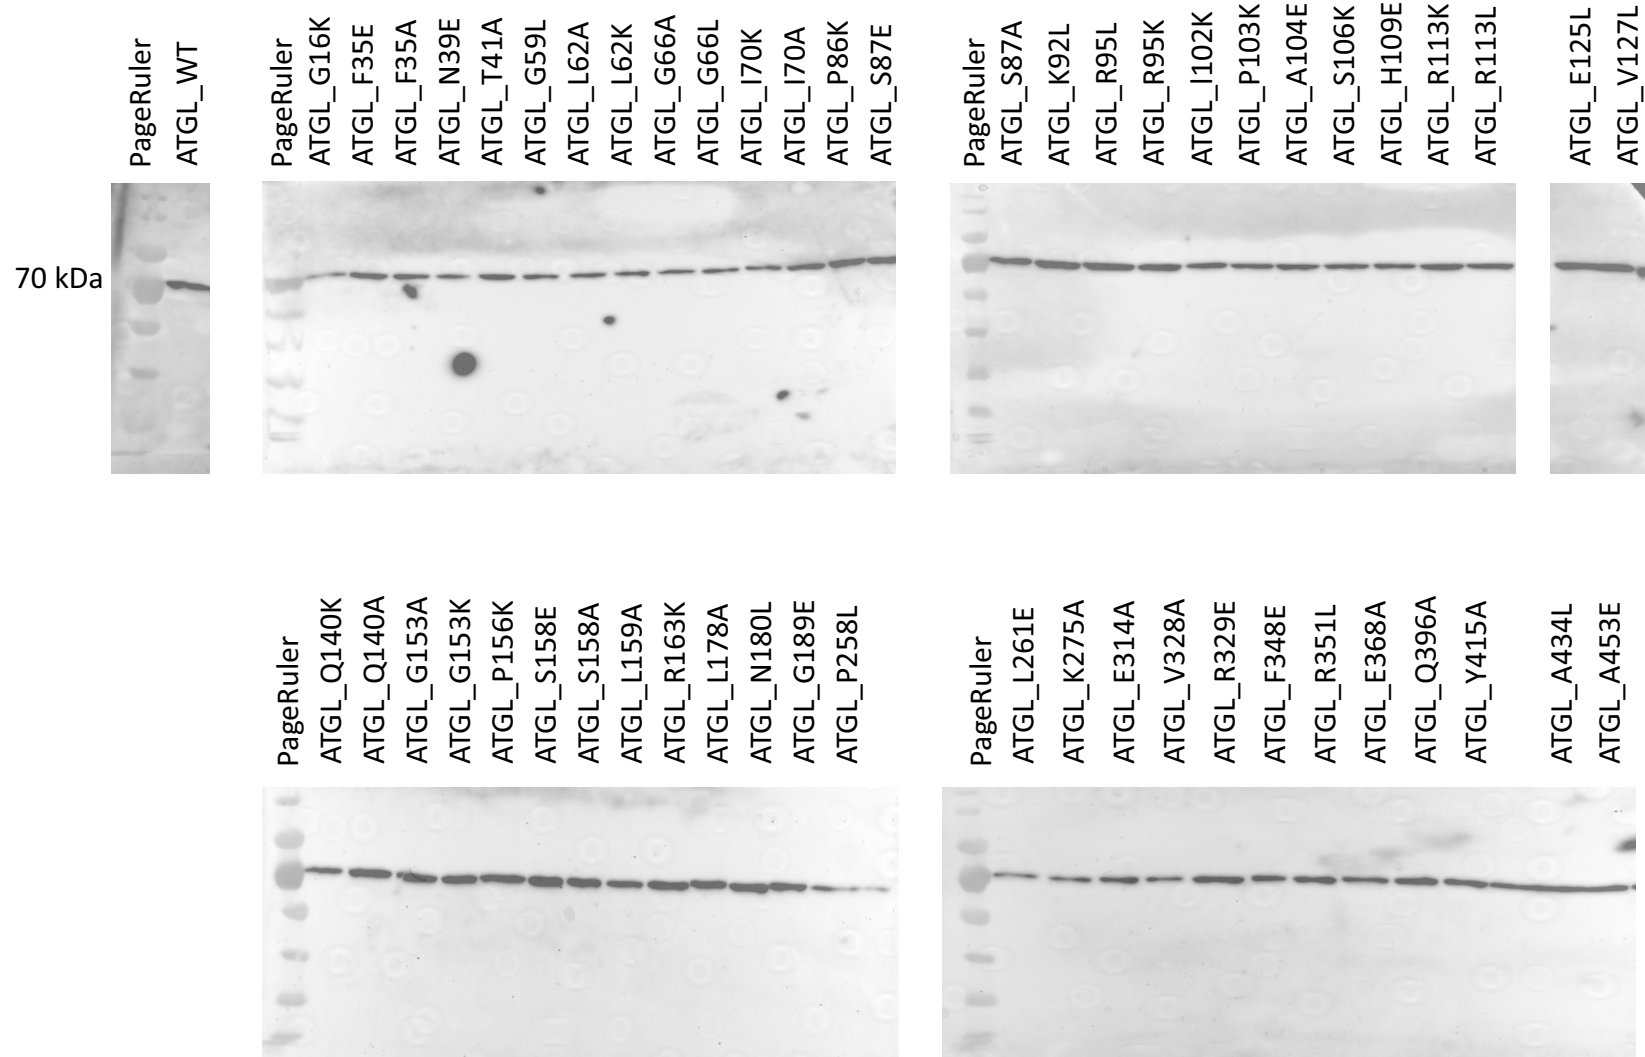 PageRuler
ATGL_WT
PageRuler
ATGL_G16K
ATGL_F35E
ATGL_F35A
ATGL_N39E
ATGL_T41A
ATGL_G59L
ATGL_L62A
ATGL_L62K
ATGL_G66A
ATGL_G66L
ATGL_I70K
ATGL_I70A
ATGL_P86K
ATGL_S87E
PageRuler
ATGL_S87A
ATGL_K92L
ATGL_R95L
ATGL_R95K
ATGL_I102K
ATGL_P103K
ATGL_A104E
ATGL_S106K
ATGL_H109E
ATGL_R113K
ATGL_R113L
ATGL_E125L
ATGL_V127L
70 kDa
PageRuler
ATGL_Q140K
ATGL_Q140A
ATGL_G153A
ATGL_G153K
ATGL_P156K
ATGL_S158E
ATGL_S158A
ATGL_L159A
ATGL_R163K
ATGL_L178A
ATGL_N180L
ATGL_G189E
ATGL_P258L
PageRuler
ATGL_L261E
ATGL_K275A
ATGL_E314A
ATGL_V328A
ATGL_R329E
ATGL_F348E
ATGL_R351L
ATGL_E368A
ATGL_Q396A
ATGL_Y415A
ATGL_A434L
ATGL_A453E